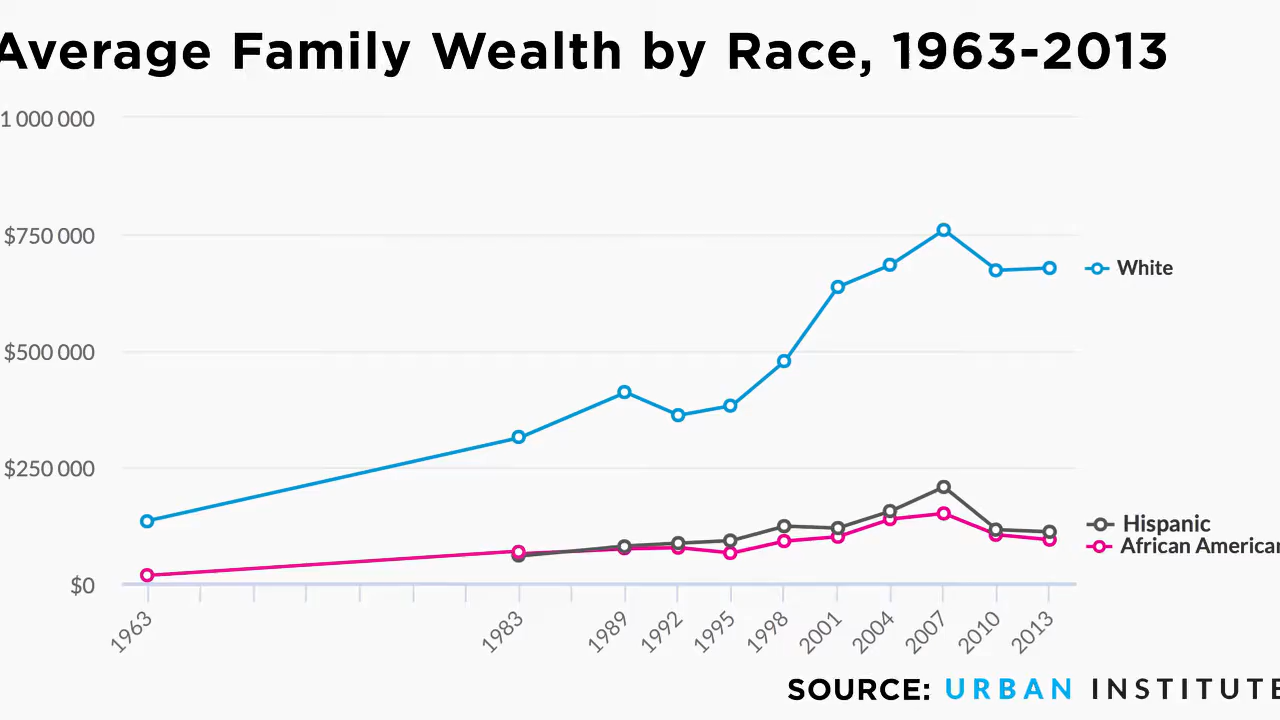 Average Family Wealth by Race, 1963-2013
1 000 000
$750 000
$500 000
$250 000
$0
White
Hispanic
African American
1963 1983 1989 1992 1995 1998 2001 2004 2007 2010 2013
SOURCE: URBAN INSTITUTE